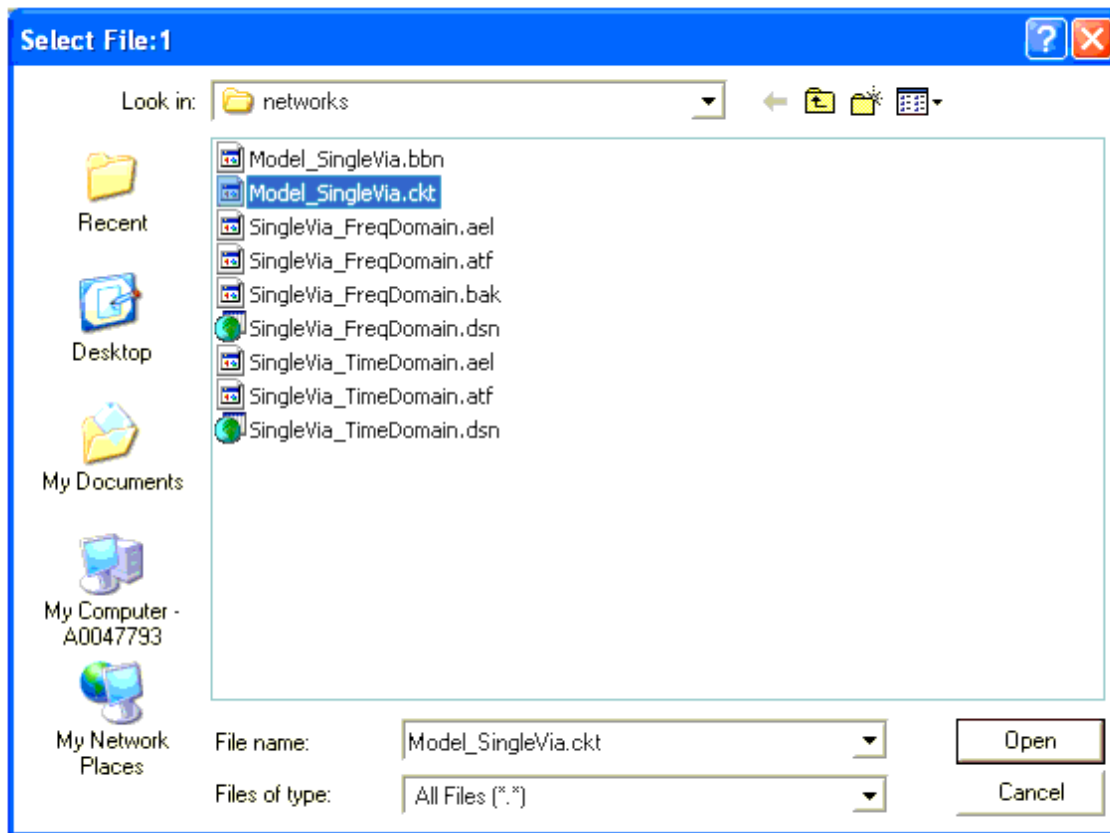 Select File:1
Look in:
networks
Recent
Desktop
My Documents
My Computer -
A0047793
My Network
Places
Model_SingleVia.bbn
Model_SingleVia.ckt
SingleVia_FreqDomain.ael
SingleVia_FreqDomain.atf
SingleVia_FreqDomain.bak
SingleVia_FreqDomain.dsn
SingleVia_TimeDomain.ael
SingleVia_TimeDomain.atf
SingleVia_TimeDomain.dsn
File name:
Model_SingleVia.ckt
Open
Files of type:
All Files (*.*)
Cancel